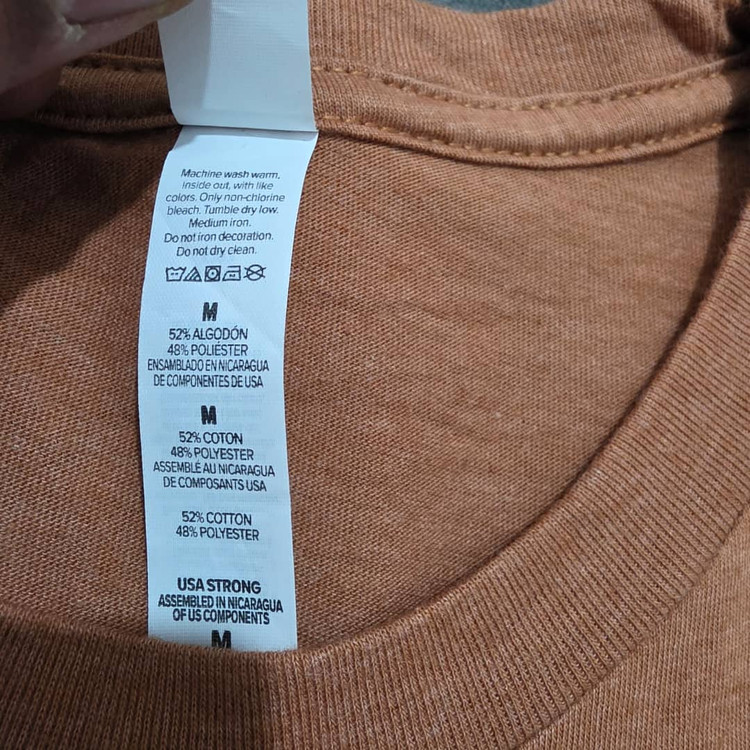 Machine wash warm,
inside out, with like
colors. Only non-chlorine
bleach. Tumble dry low.
Medium iron.
Do not iron decoration.
Do not dry clean.
M
52% ALGODÓN
48% POLIÉSTER
ENSAMBLADO EN NICARAGUA
DE COMPONENTES DE USA
M
52% COTON
48% POLYESTER
ASSEMBLÉ AU NICARAGUA
DE COMPOSANTS USA
52% COTTON
48% POLYESTER
USA STRONG
ASSEMBLED IN NICARAGUA
OF US COMPONENTS
M